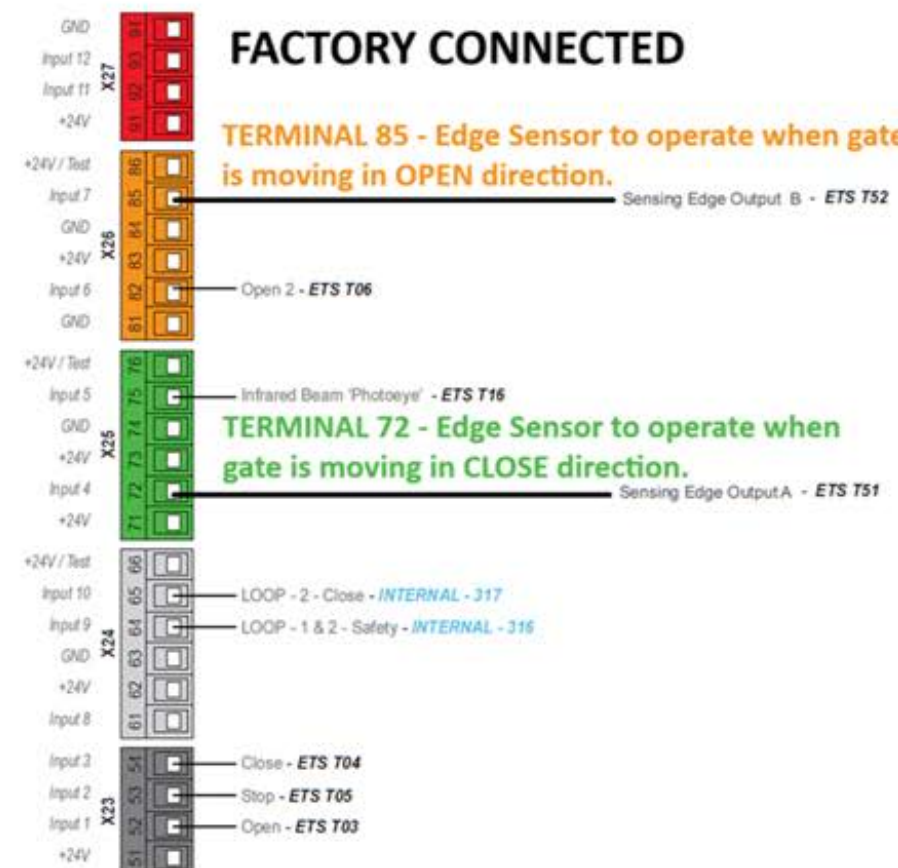 FACTORY CONNECTED
GND 94
Input 12 93
Input 11 92
+24V 91
X27
TERMINAL 85 - Edge Sensor to operate when gate
is moving in OPEN direction.
+24V / Test 86
Input 7 85 Sensing Edge Output B - ETS T52
GND 84
+24V 83
Input 6 82 Open 2 - ETS T06
GND 81
X26
+24V / Test 76
Input 5 75 Infrared Beam 'Photoeye' - ETS T16
GND 74
TERMINAL 72 - Edge Sensor to operate when
gate is moving in CLOSE direction.
+24V 73
Input 4 72 Sensing Edge Output A - ETS T51
+24V 71
X25
+24V / Test 66
Input 10 65 LOOP - 2 - Close - INTERNAL - 317
Input 9 64 LOOP - 1 & 2 - Safety - INTERNAL - 316
GND 63
+24V 62
Input 8 61
X24
Input 3 54 Close - ETS T04
Input 2 53 Stop - ETS T05
Input 1 52 Open - ETS T03
+24V 51
X23